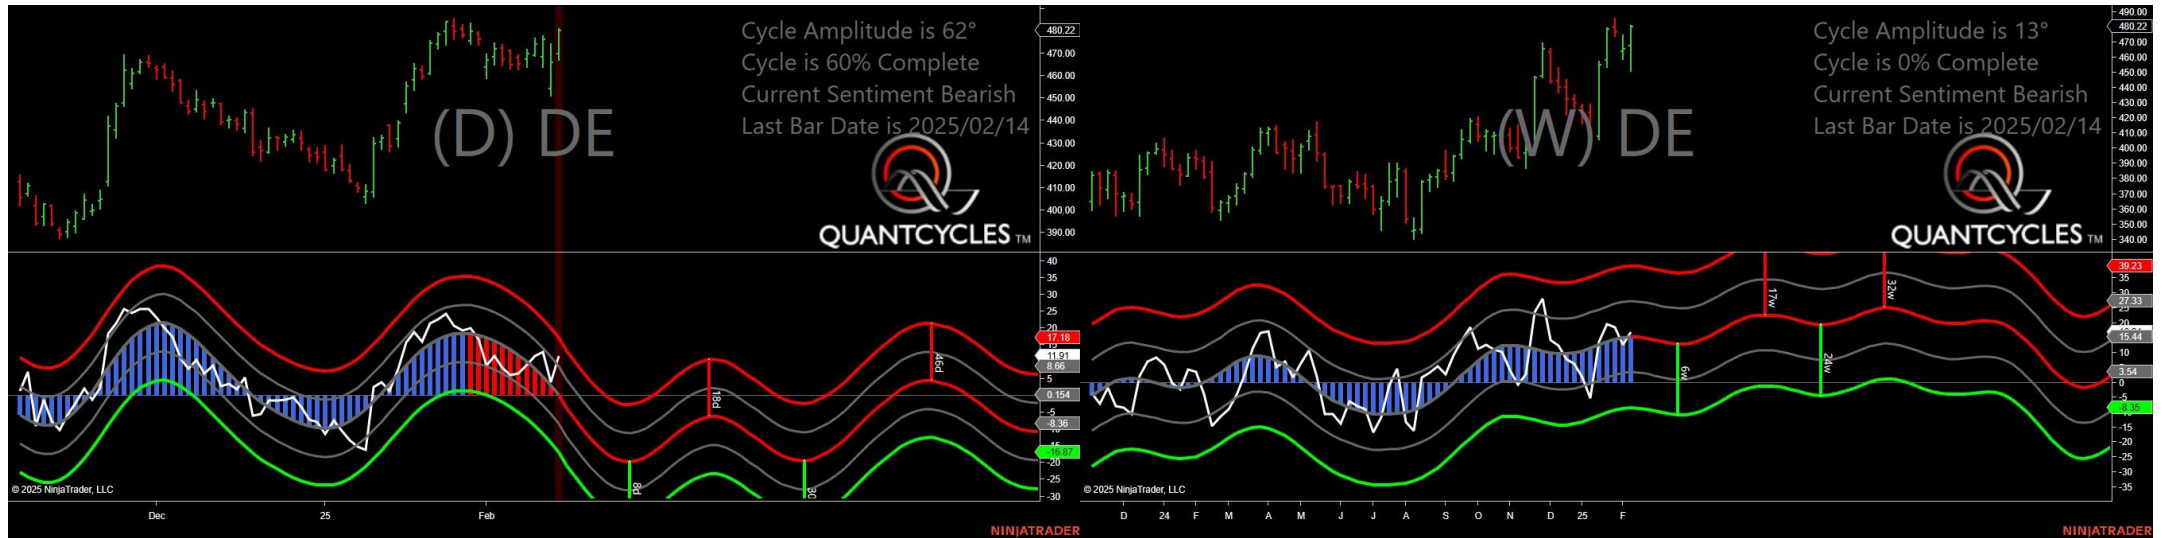 Cycle Amplitude is 62°
Cycle is 60% Complete
Current Sentiment Bearish
Last Bar Date is 2025/02/14
(D) DE
QUANTCYCLES TM
480.22
470.00
460.00
450.00
440.00
430.00
420.00
410.00
400.00
390.00
40
35
30
25
20
17.18
15
11.91
8.66
5
0.154
-5
-8.36
-15
-16.87
-20
-25
-30
8d
18d
30
46d
© 2025 NinjaTrader, LLC
Dec
25
Feb
NINJATRADER
Cycle Amplitude is 13°
Cycle is 0% Complete
Current Sentiment Bearish
Last Bar Date is 2025/02/14
(W) DE
QUANTCYCLES TM
490.00
480.22
470.00
460.00
450.00
440.00
430.00
420.00
410.00
400.00
390.00
380.00
370.00
360.00
350.00
340.00
39.23
35
30
27.33
25
20
15.44
10
3.54
0
-5
-8.35
-15
-20
-25
-30
-35
6w
17w
24w
32w
© 2025 NinjaTrader, LLC
D
24
F
M
A
M
J
J
A
S
O
N
D
25
F
NINJATRADER